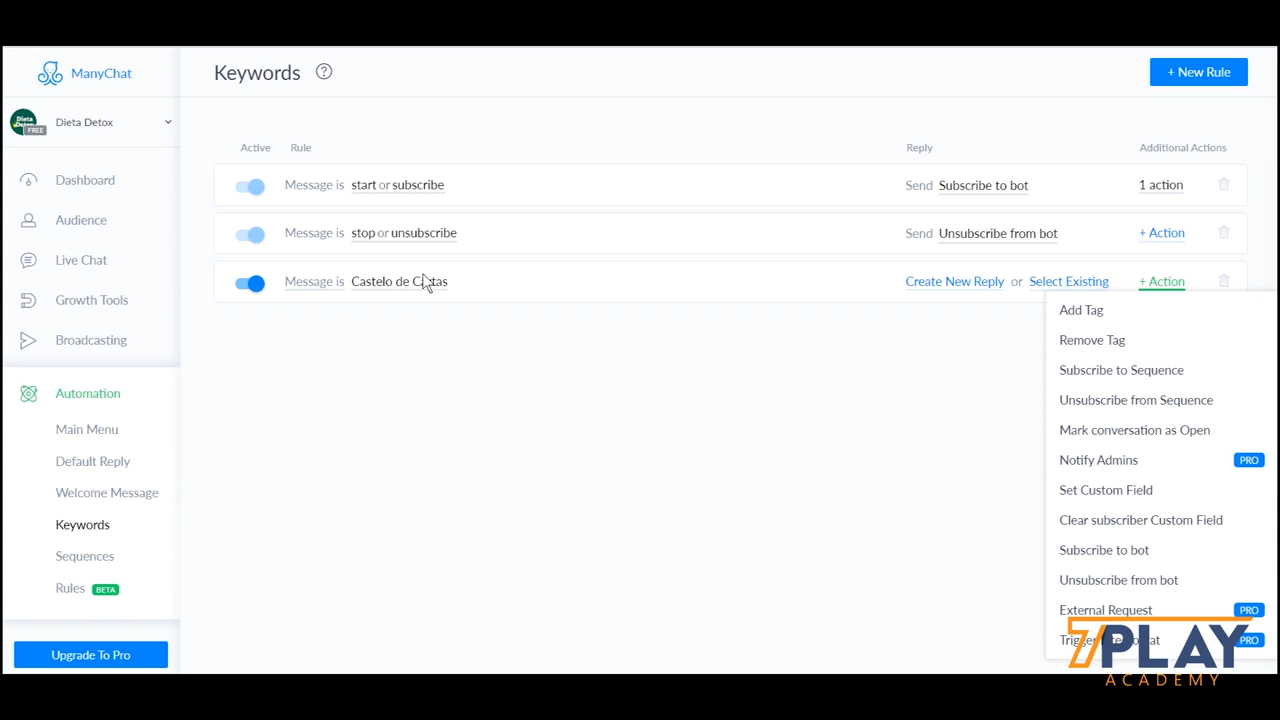 ManyChat
Keywords ?
+ New Rule
Dieta Detox
FREE
Dashboard
Audience
Live Chat
Growth Tools
Broadcasting
Automation
Main Menu
Default Reply
Welcome Message
Keywords
Sequences
Rules BETA
Upgrade To Pro
Active Rule Reply Additional Actions
Message is start or subscribe Send Subscribe to bot 1 action
Message is stop or unsubscribe Send Unsubscribe from bot + Action
Message is Castelo de Cartas Create New Reply or Select Existing + Action
Add Tag
Remove Tag
Subscribe to Sequence
Unsubscribe from Sequence
Mark conversation as Open
Notify Admins PRO
Set Custom Field
Clear subscriber Custom Field
Subscribe to bot
Unsubscribe from bot
External Request PRO
PRO
7PLAY
ACADEMY